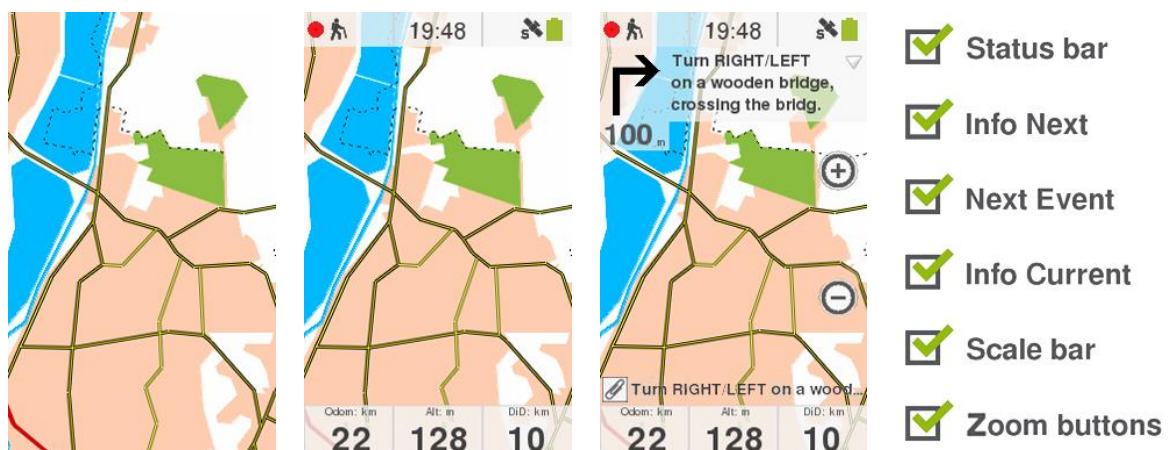 19:48
S
Odom: km
Alt: m
DiD: km
22
128
10
19:48
S
Turn RIGHT/LEFT
on a wooden bridge,
crossing the bridg.
100 m
Turn RIGHT/LEFT on a wood...
Odom: km
Alt: m
DiD: km
22
128
10
Status bar
Info Next
Next Event
Info Current
Scale bar
Zoom buttons